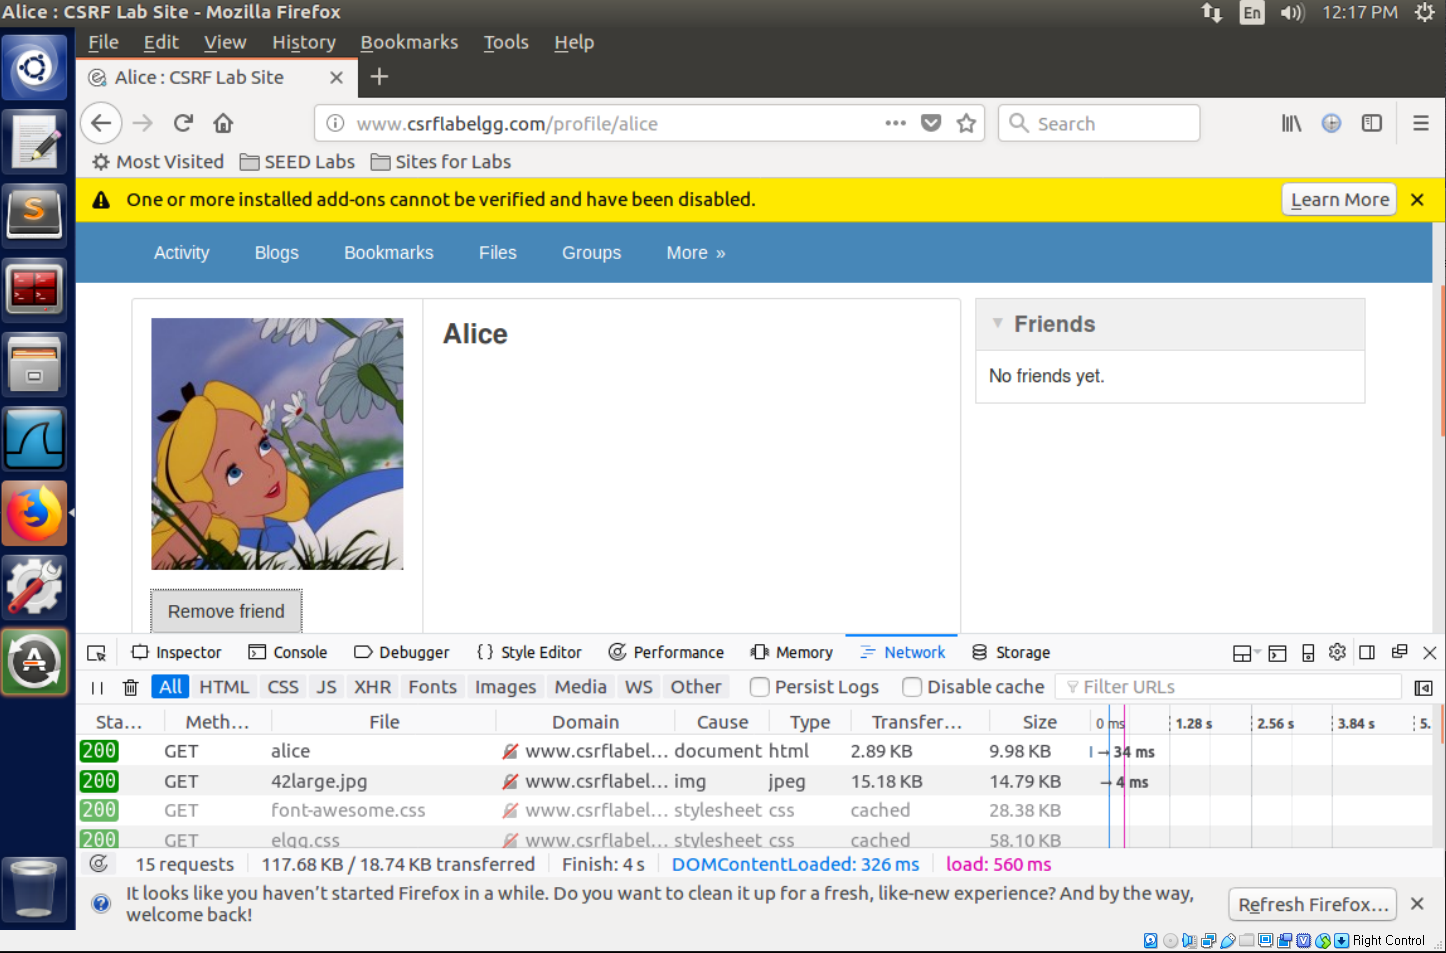 Alice : CSRF Lab Site - Mozilla Firefox
En
12:17 PM
File Edit View History Bookmarks Tools Help
Alice : CSRF Lab Site
www.csrflabelgg.com/profile/alice
Search
Most Visited SEED Labs Sites for Labs
One or more installed add-ons cannot be verified and have been disabled.
Learn More
Activity Blogs Bookmarks Files Groups More »
Alice
Friends
No friends yet.
Remove friend
Inspector Console Debugger { } Style Editor Performance Memory Network Storage
All HTML CSS JS XHR Fonts Images Media WS Other Persist Logs Disable cache Filter URLs
Sta… Meth… File Domain Cause Type Transfer… Size 0 ms 1.28 s 2.56 s 3.84 s 5.
200 GET alice www.csrflabel… document html 2.89 KB 9.98 KB → 34 ms
200 GET 42large.jpg www.csrflabel… img jpeg 15.18 KB 14.79 KB → 4 ms
200 GET font-awesome.css www.csrflabel… stylesheet css cached 28.38 KB
200 GET elgg.css www.csrflabel… stylesheet css cached 58.10 KB
15 requests 117.68 KB / 18.74 KB transferred Finish: 4 s DOMContentLoaded: 326 ms load: 560 ms
It looks like you haven't started Firefox in a while. Do you want to clean it up for a fresh, like-new experience? And by the way,
welcome back!
Refresh Firefox…
Right Control